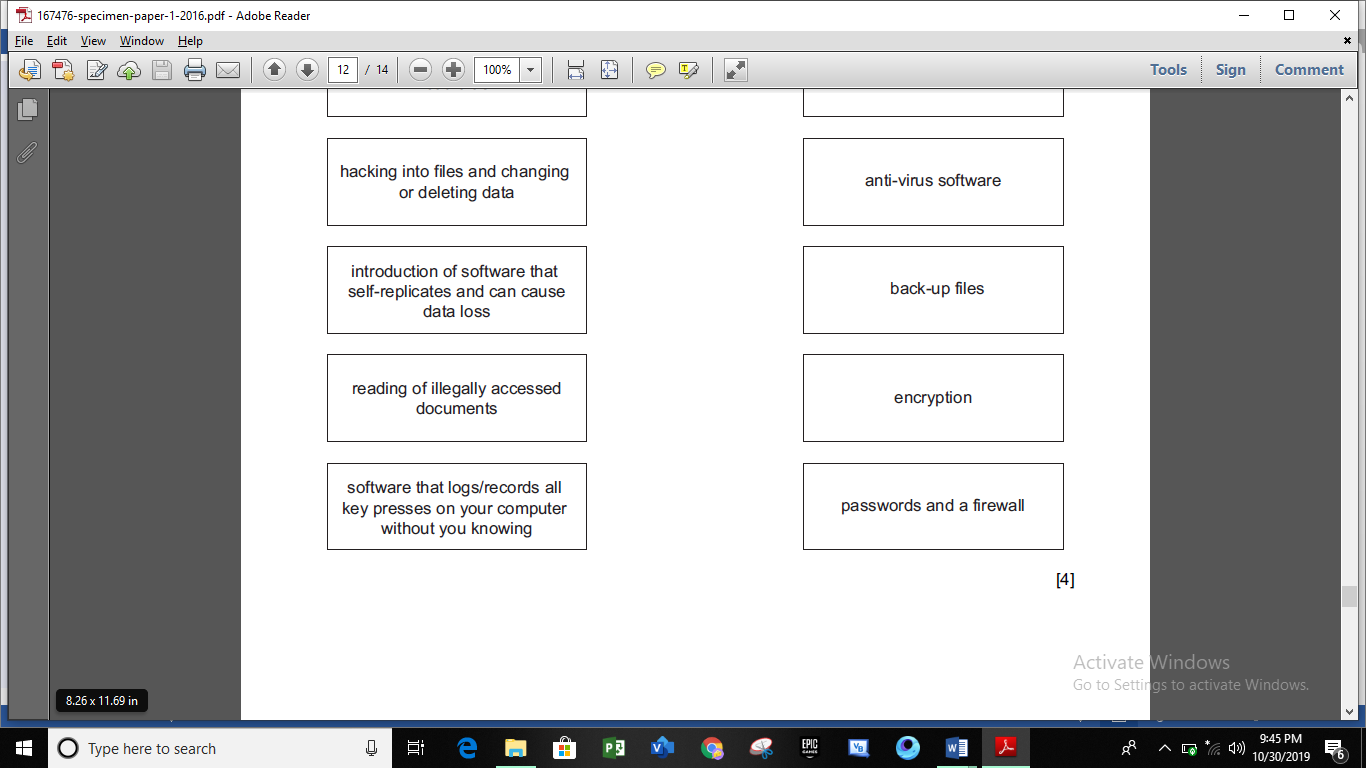 167476-specimen-paper-1-2016.pdf - Adobe Reader
File Edit View Window Help
12 / 14 100% Tools Sign Comment
hacking into files and changing
or deleting data
anti-virus software
introduction of software that
self-replicates and can cause
data loss
back-up files
reading of illegally accessed
documents
encryption
software that logs/records all
key presses on your computer
without you knowing
passwords and a firewall
[4]
Activate Windows
Go to Settings to activate Windows.
8.26 x 11.69 in
Type here to search
EPIC
GAMES
VB
9:45 PM
10/30/2019
6